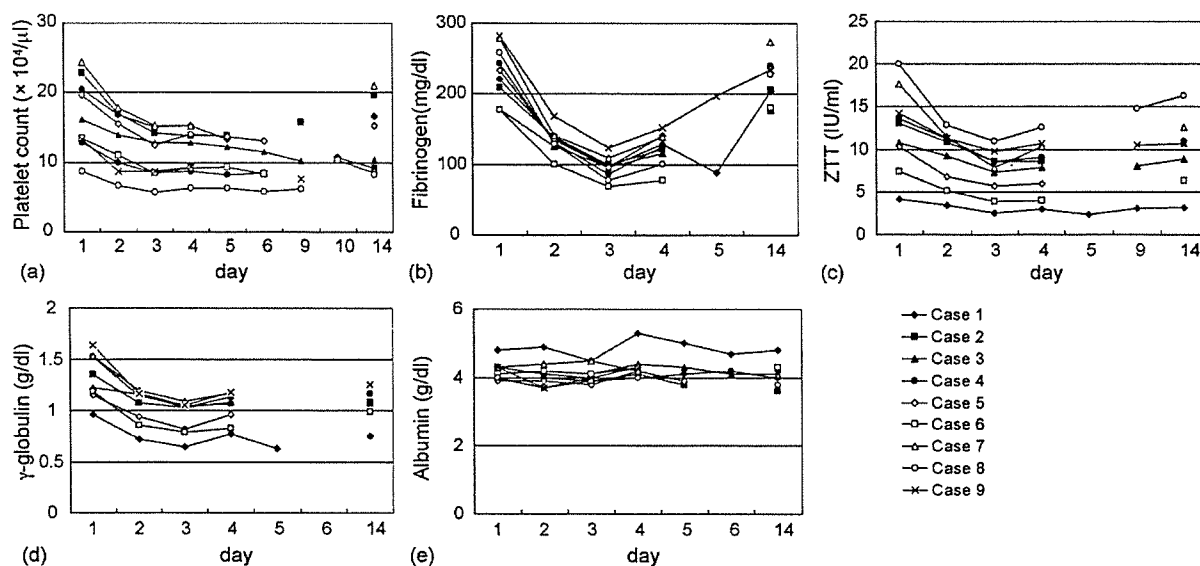 30
20
10
0
Platelet count (× 10⁴/μl)
1 2 3 4 5 6 9 10 14
day
(a)
300
200
100
0
Fibrinogen(mg/dl)
1 2 3 4 5 14
day
(b)
25
20
15
10
5
0
ZTT (IU/ml)
1 2 3 4 5 9 14
day
(c)
2
1.5
1
0.5
0
γ-globulin (g/dl)
1 2 3 4 5 6 14
day
(d)
6
4
2
0
Albumin (g/dl)
1 2 3 4 5 6 14
day
(e)
Case 1
Case 2
Case 3
Case 4
Case 5
Case 6
Case 7
Case 8
Case 9